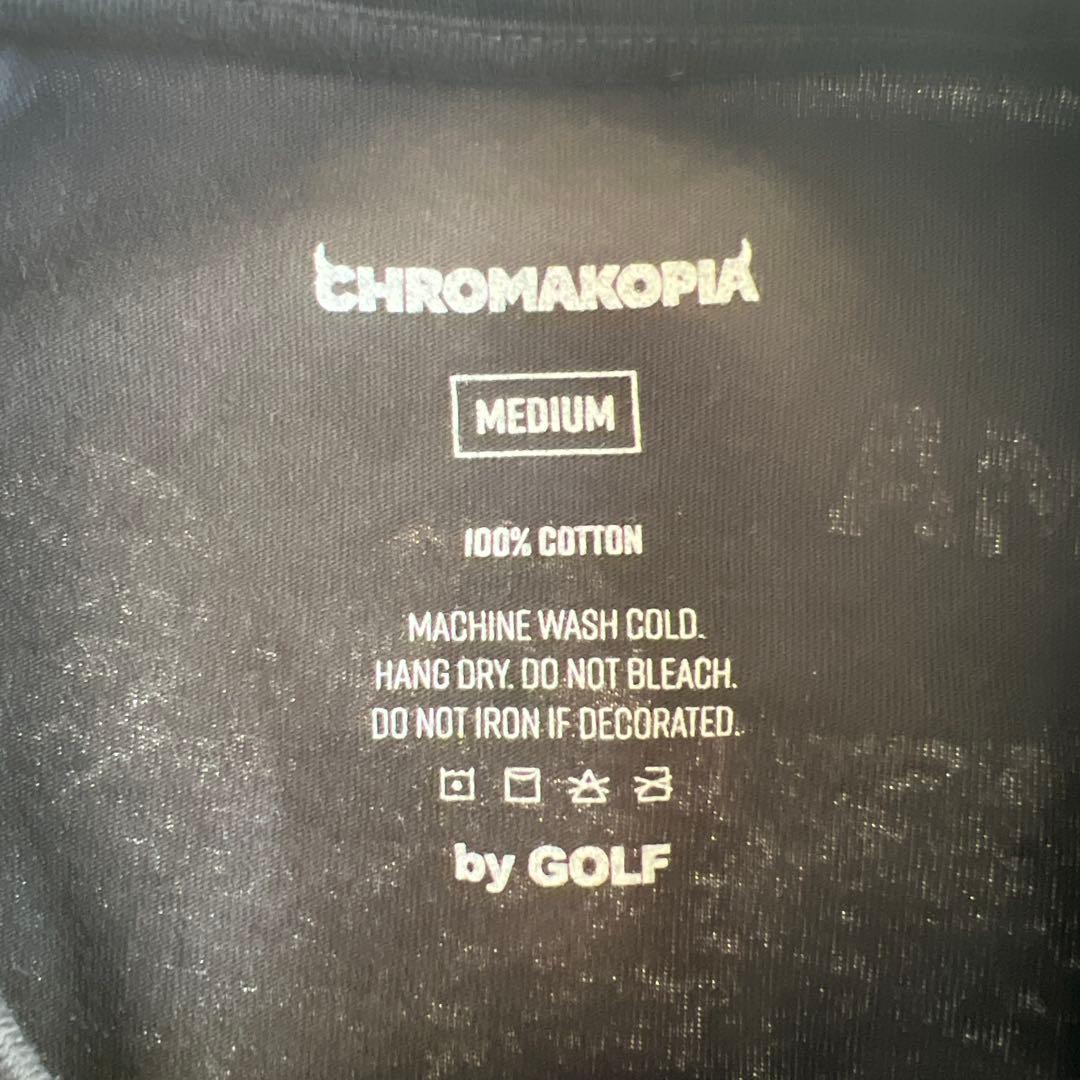 CHROMAKOPIA
MEDIUM
100% COTTON
MACHINE WASH COLD.
HANG DRY. DO NOT BLEACH.
DO NOT IRON IF DECORATED.
by GOLF